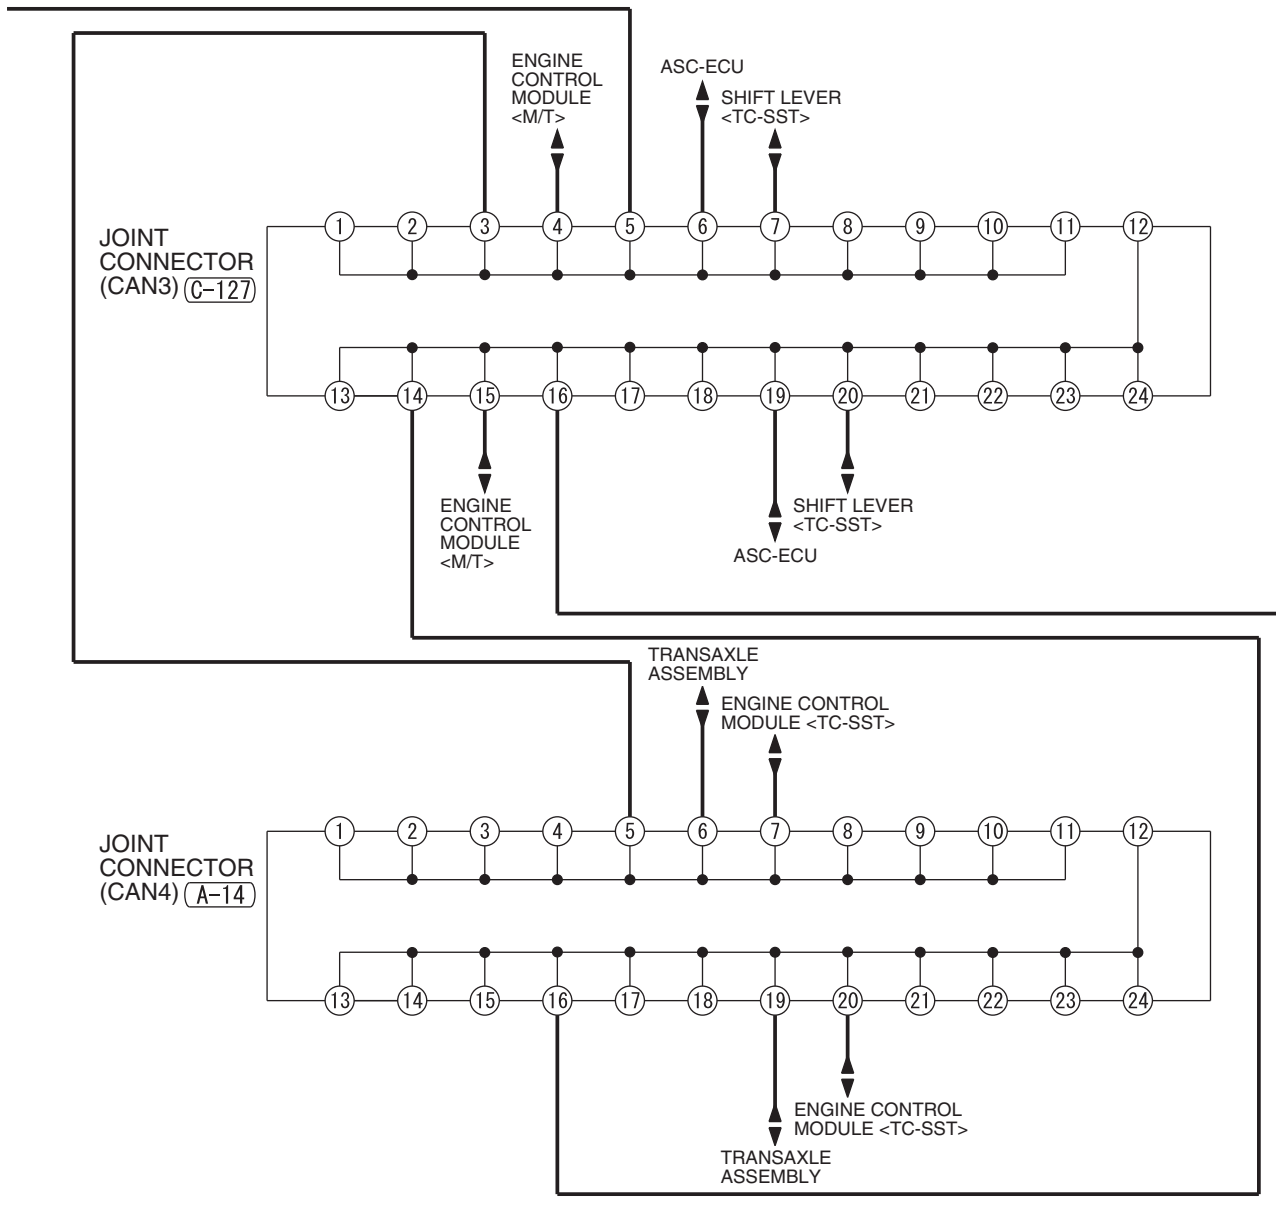 ENGINE
CONTROL
MODULE
<M/T>
ASC-ECU
SHIFT LEVER
<TC-SST>
JOINT
CONNECTOR
(CAN3) C-127
1 2 3 4 5 6 7 8 9 10 11 12
13 14 15 16 17 18 19 20 21 22 23 24
ENGINE
CONTROL
MODULE
<M/T>
SHIFT LEVER
<TC-SST>
ASC-ECU
TRANSAXLE
ASSEMBLY
ENGINE CONTROL
MODULE <TC-SST>
JOINT
CONNECTOR
(CAN4) A-14
1 2 3 4 5 6 7 8 9 10 11 12
13 14 15 16 17 18 19 20 21 22 23 24
ENGINE CONTROL
MODULE <TC-SST>
TRANSAXLE
ASSEMBLY